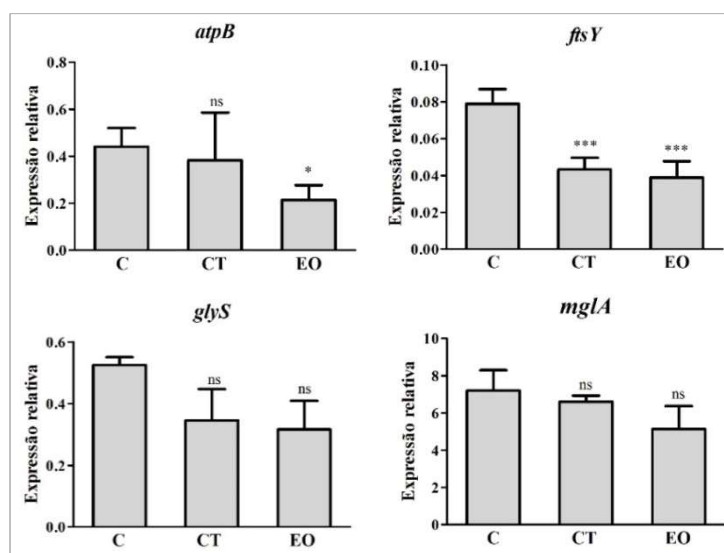 atpB
Expressão relativa
0.8
0.6
0.4
0.2
0.0
ns
*
C CT EO
ftsY
Expressão relativa
0.10
0.08
0.06
0.04
0.02
0.00
*** ***
C CT EO
glyS
Expressão relativa
0.6
0.4
0.2
0.0
ns ns
C CT EO
mglA
Expressão relativa
10
8
6
4
2
0
ns ns
C CT EO